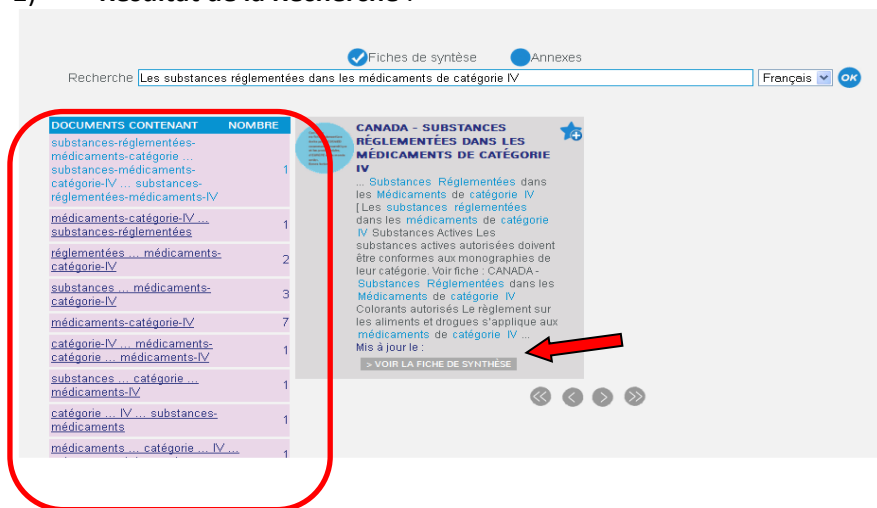 Résultat de la Recherche :
Fiches de syntèse Annexes
Recherche Les substances réglementées dans les médicaments de catégorie IV Français OK
DOCUMENTS CONTENANT NOMBRE
substances-réglementées-
médicaments-catégorie ...
substances-médicaments- 1
catégorie-IV ... substances-
réglementées-médicaments-IV
médicaments-catégorie-IV ...
substances-réglementées 1
réglementées ... médicaments-
catégorie-IV 2
substances ... médicaments-
catégorie-IV 3
médicaments-catégorie-IV 7
catégorie-IV ... médicaments-
catégorie ... médicaments-IV 1
substances ... catégorie ...
médicaments-IV 1
catégorie ... IV ... substances-
médicaments 1
médicaments ... catégorie ... IV ...
1
CANADA - SUBSTANCES
RÉGLEMENTÉES DANS LES
MÉDICAMENTS DE CATÉGORIE
IV
... Substances Réglementées dans
les Médicaments de catégorie IV
[ Les substances réglementées
dans les médicaments de catégorie
IV Substances Actives Les
substances actives autorisées doivent
être conformes aux monographies de
leur catégorie. Voir fiche : CANADA -
Substances Réglementées dans les
Médicaments de catégorie IV
Colorants autorisés Le règlement sur
les aliments et drogues s'applique aux
médicaments de catégorie IV ...
Mis à jour le :
> VOIR LA FICHE DE SYNTHÈSE